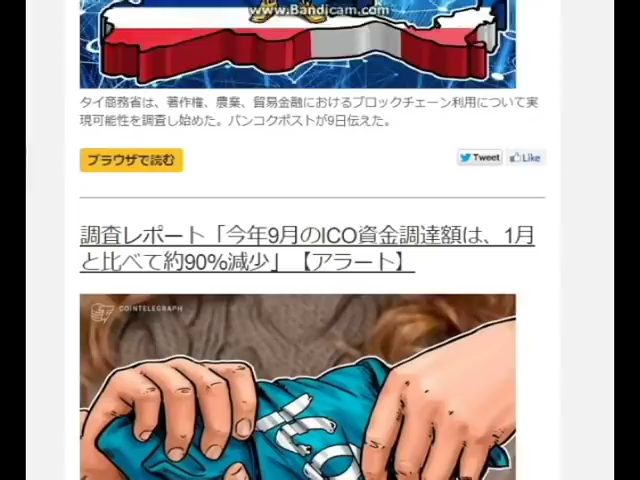 www.Bandicam.com
タイ商務省は、著作権、農業、貿易金融におけるブロックチェーン利用について実
現可能性を調査し始めた。バンコクポストが9日伝えた。
ブラウザで読む
Tweet
Like
調査レポート「今年9月のICO資金調達額は、1月
と比べて約90%減少」【アラート】
COINTELEGRAPH
ICO